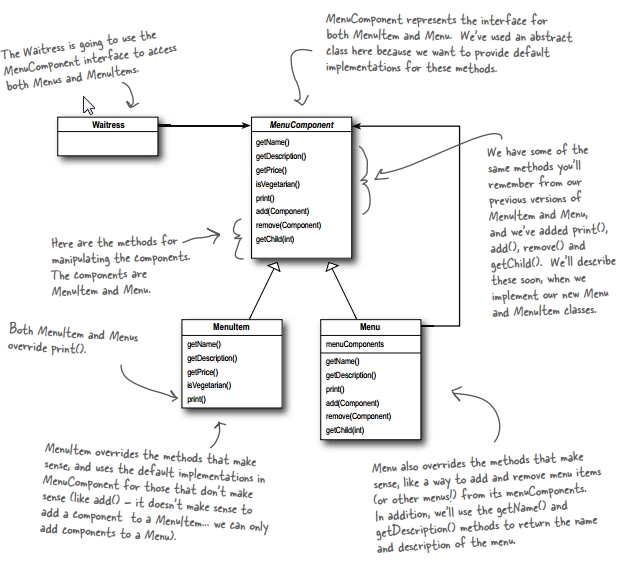 The Waitress is going to use the
MenuComponent interface to access
both Menus and MenuItems.
MenuComponent represents the interface for
both MenuItem and Menu. We've used an abstract
class here because we want to provide default
implementations for these methods.
Waitress
MenuComponent
getName()
getDescription()
getPrice()
isVegetarian()
print()
add(Component)
remove(Component)
getChild(int)
We have some of the
same methods you'll
remember from our
previous versions of
MenuItem and Menu,
and we've added print(),
add(), remove() and
getChild(). We'll describe
these soon, when we
implement our new Menu
and MenuItem classes.
Here are the methods for
manipulating the components.
The components are
MenuItem and Menu.
Both MenuItem and Menus
override print().
MenuItem
getName()
getDescription()
getPrice()
isVegetarian()
print()
Menu
menuComponents
getName()
getDescription()
print()
add(Component)
remove(Component)
getChild(int)
MenuItem overrides the methods that make
sense, and uses the default implementations in
MenuComponent for those that don't make
sense (like add() – it doesn't make sense to
add a component to a MenuItem... we can only
add components to a Menu).
Menu also overrides the methods that make
sense, like a way to add and remove menu items
(or other menus!) from its menuComponents.
In addition, we'll use the getName() and
getDescription() methods to return the name
and description of the menu.